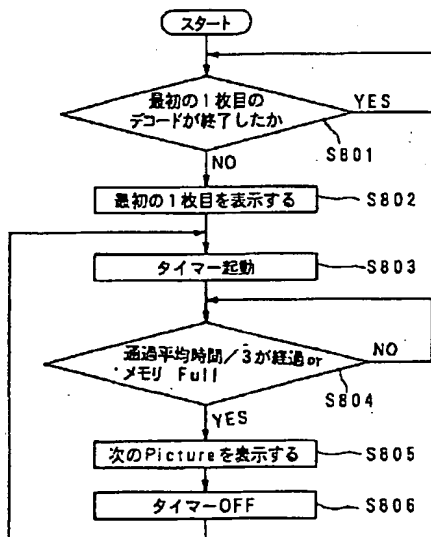 スタート
最初の1枚目の
デコードが終了したか
YES
S801
NO
最初の1枚目を表示する
S802
タイマー起動
S803
通過平均時間/3が経過or
メモリ Full
NO
S804
YES
次のPictureを表示する
S805
タイマーOFF
S806